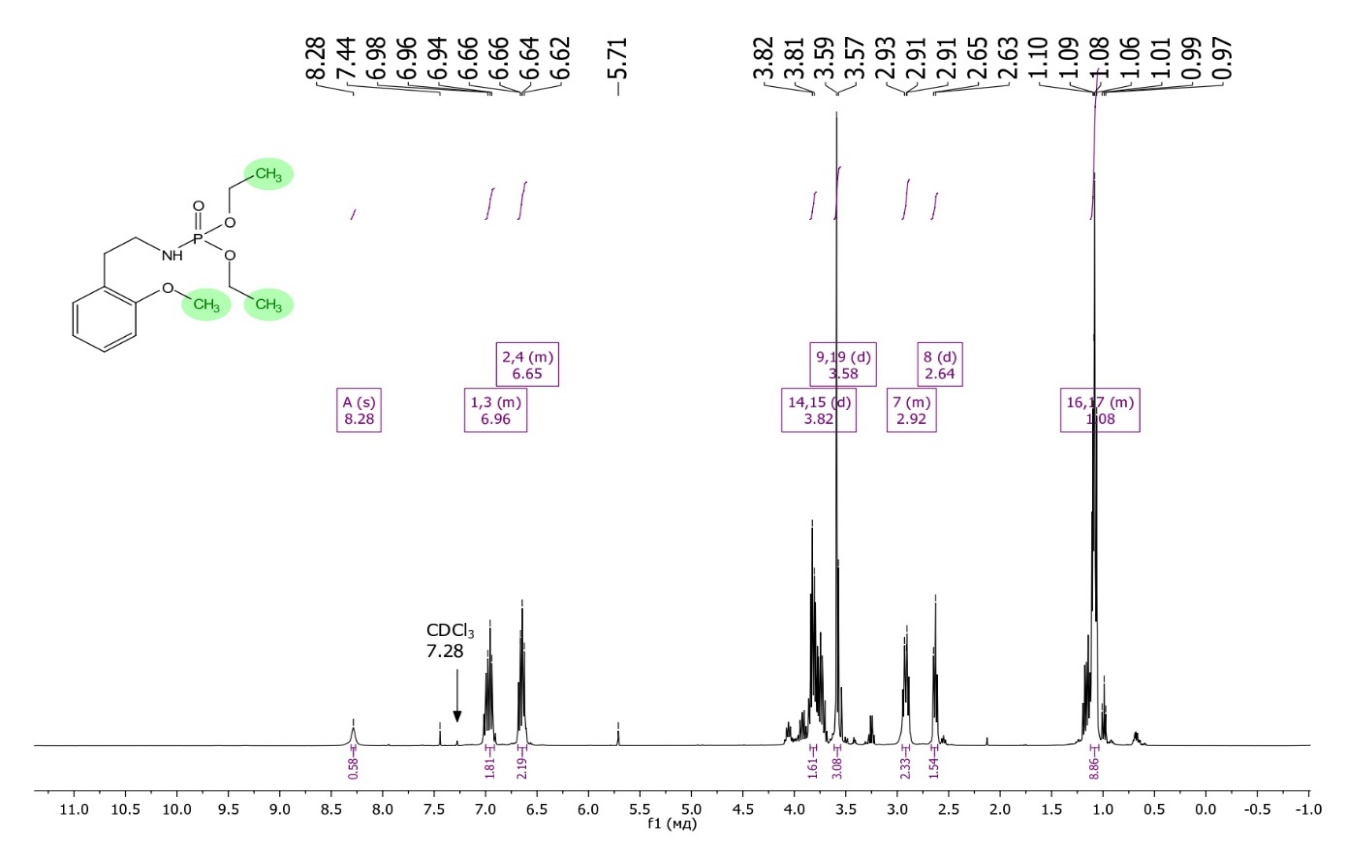 8.28
7.44
6.98
6.96
6.94
6.66
6.66
6.64
6.62
5.71
3.82
3.81
3.59
3.57
2.93
2.91
2.91
2.65
2.63
1.10
1.09
1.08
1.06
1.01
0.99
0.97
CH3
O
O
P
NH
O
O
CH3
CH3
2,4 (m)
6.65
9,19 (d)
3.58
8 (d)
2.64
A (s)
8.28
1,3 (m)
6.96
14,15 (d)
3.82
7 (m)
2.92
16,17 (m)
1.08
CDCl3
7.28
0.58
1.81
2.19
1.61
3.08
2.33
1.54
8.86
11.0 10.5 10.0 9.5 9.0 8.5 8.0 7.5 7.0 6.5 6.0 5.5 5.0 4.5 4.0 3.5 3.0 2.5 2.0 1.5 1.0 0.5 0.0 -0.5 -1.0
f1 (мд)